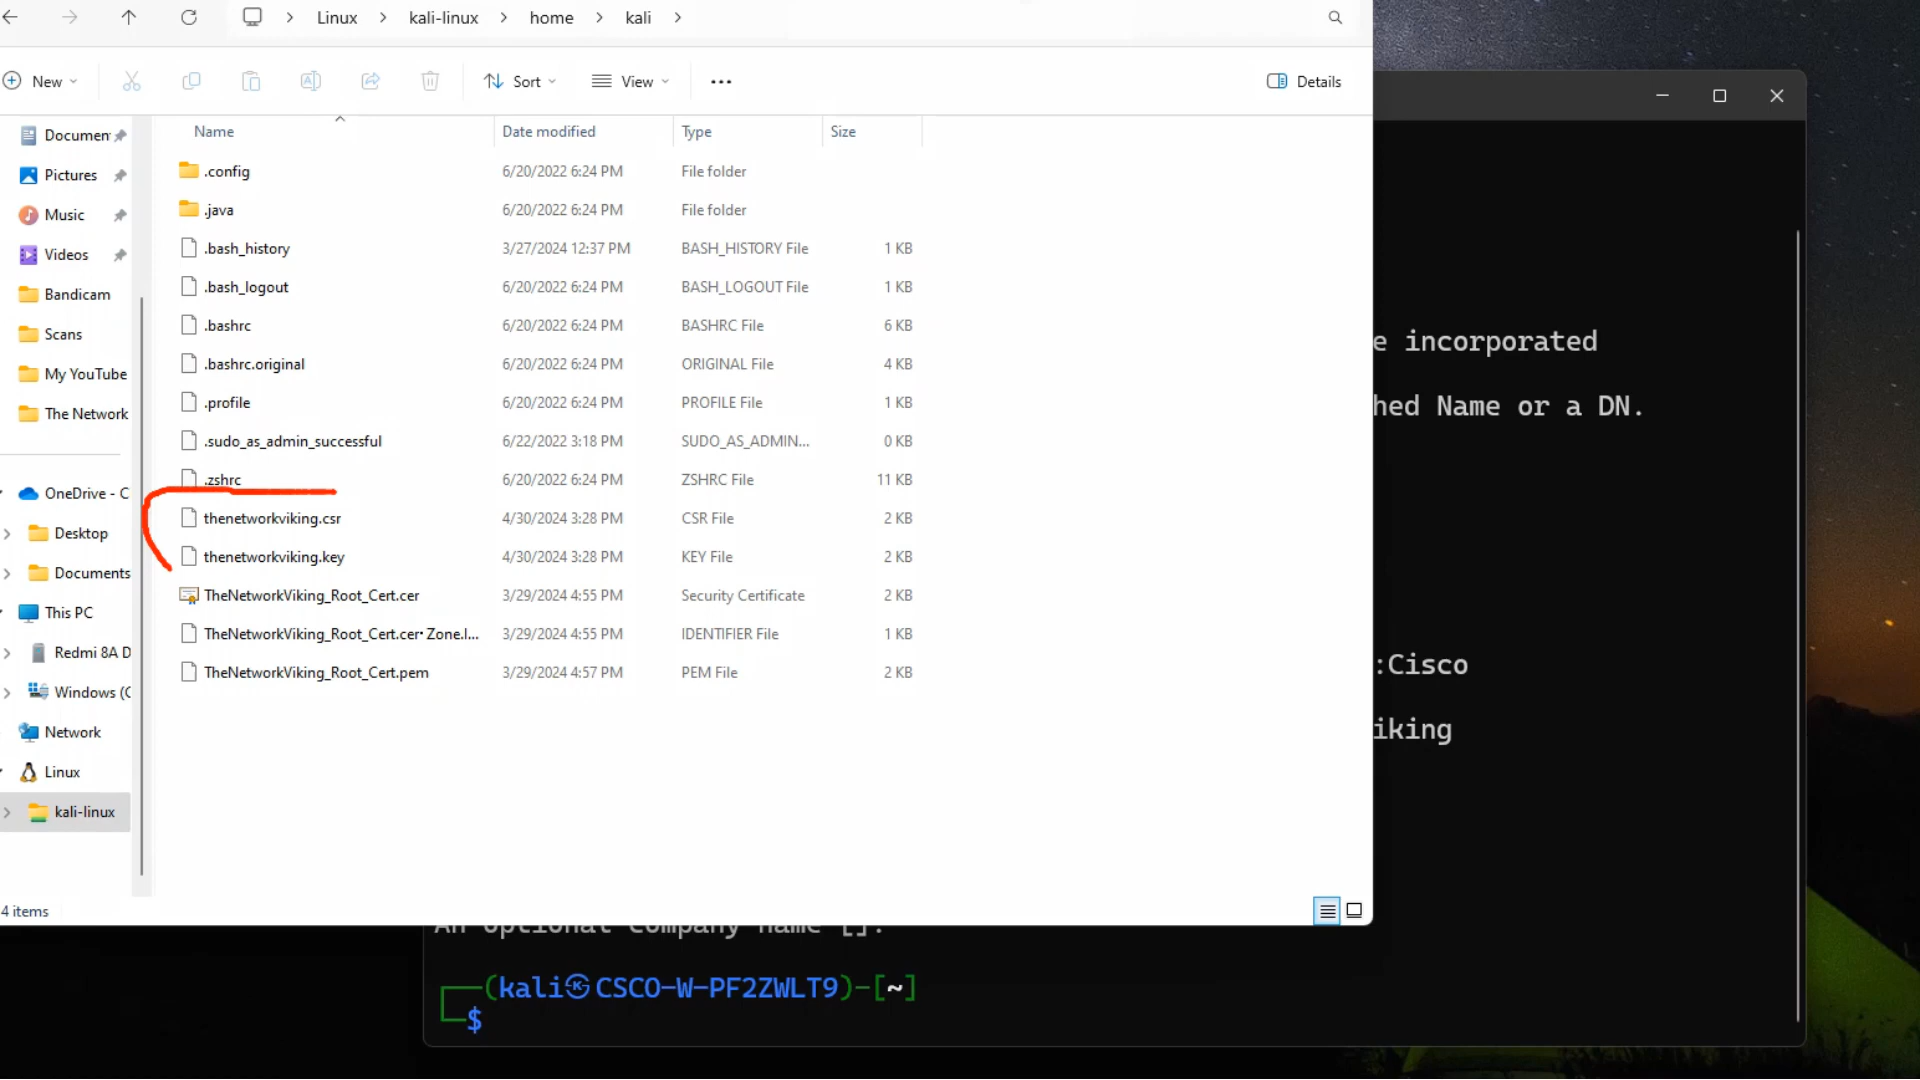 Linux > kali-linux > home > kali >
New Sort View ... Details
Name Date modified Type Size
Documen
Pictures
Music
Videos
Bandicam
Scans
My YouTube
The Network
OneDrive - C
Desktop
Documents
This PC
Redmi 8A D
Windows (C
Network
Linux
kali-linux
.config 6/20/2022 6:24 PM File folder
.java 6/20/2022 6:24 PM File folder
.bash_history 3/27/2024 12:37 PM BASH_HISTORY File 1 KB
.bash_logout 6/20/2022 6:24 PM BASH_LOGOUT File 1 KB
.bashrc 6/20/2022 6:24 PM BASHRC File 6 KB
.bashrc.original 6/20/2022 6:24 PM ORIGINAL File 4 KB
.profile 6/20/2022 6:24 PM PROFILE File 1 KB
.sudo_as_admin_successful 6/22/2022 3:18 PM SUDO_AS_ADMIN... 0 KB
.zshrc 6/20/2022 6:24 PM ZSHRC File 11 KB
thenetworkviking.csr 4/30/2024 3:28 PM CSR File 2 KB
thenetworkviking.key 4/30/2024 3:28 PM KEY File 2 KB
TheNetworkViking_Root_Cert.cer 3/29/2024 4:55 PM Security Certificate 2 KB
TheNetworkViking_Root_Cert.cer· Zone.I... 3/29/2024 4:55 PM IDENTIFIER File 1 KB
TheNetworkViking_Root_Cert.pem 3/29/2024 4:57 PM PEM File 2 KB
4 items
e incorporated
hed Name or a DN.
:Cisco
iking
An optional company name []:
(kali㉿CSCO-W-PF2ZWLT9)-[~]
$